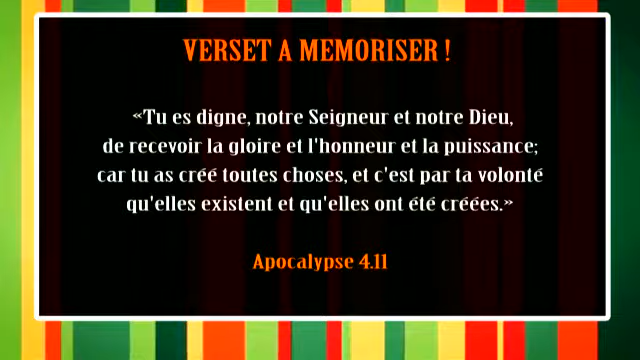 VERSET A MEMORISER !
«Tu es digne, notre Seigneur et notre Dieu,
de recevoir la gloire et l'honneur et la puissance;
car tu as créé toutes choses, et c'est par ta volonté
qu'elles existent et qu'elles ont été créées.»
Apocalypse 4.11